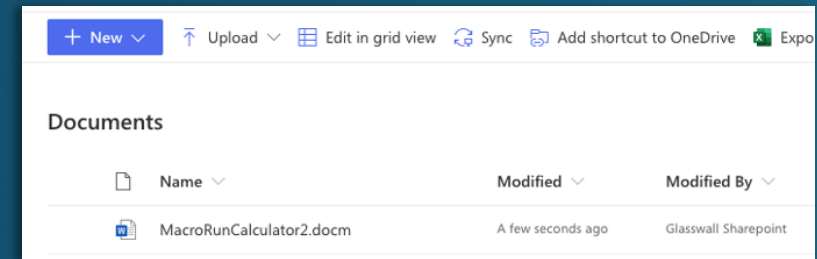 New Upload Edit in grid view Sync Add shortcut to OneDrive Expo
Documents
Name Modified Modified By
MacroRunCalculator2.docm A few seconds ago Glasswall Sharepoint